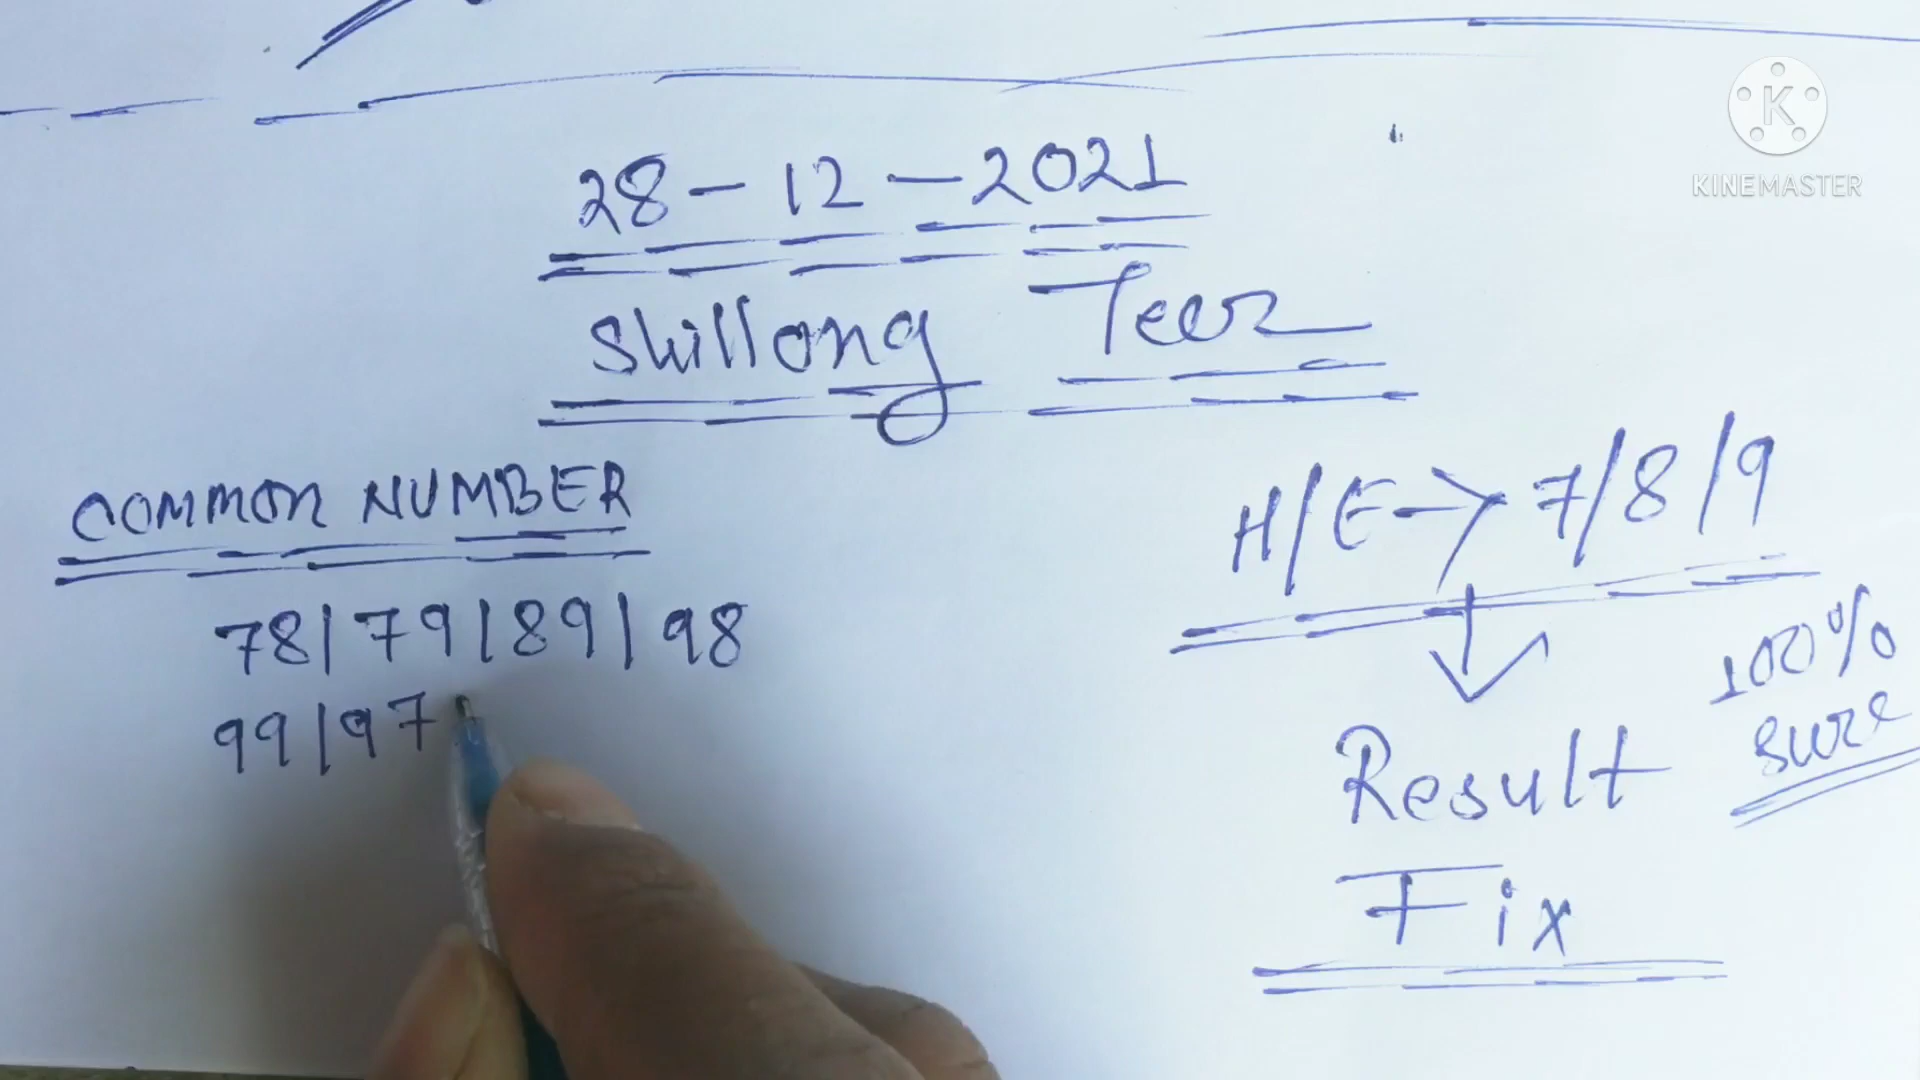 28-12-2021
Shillong Teer
COMMON NUMBER
78|79|89|98
99|97
H/E→7/8/9
100%
sure
Result
Fix
KINEMASTER